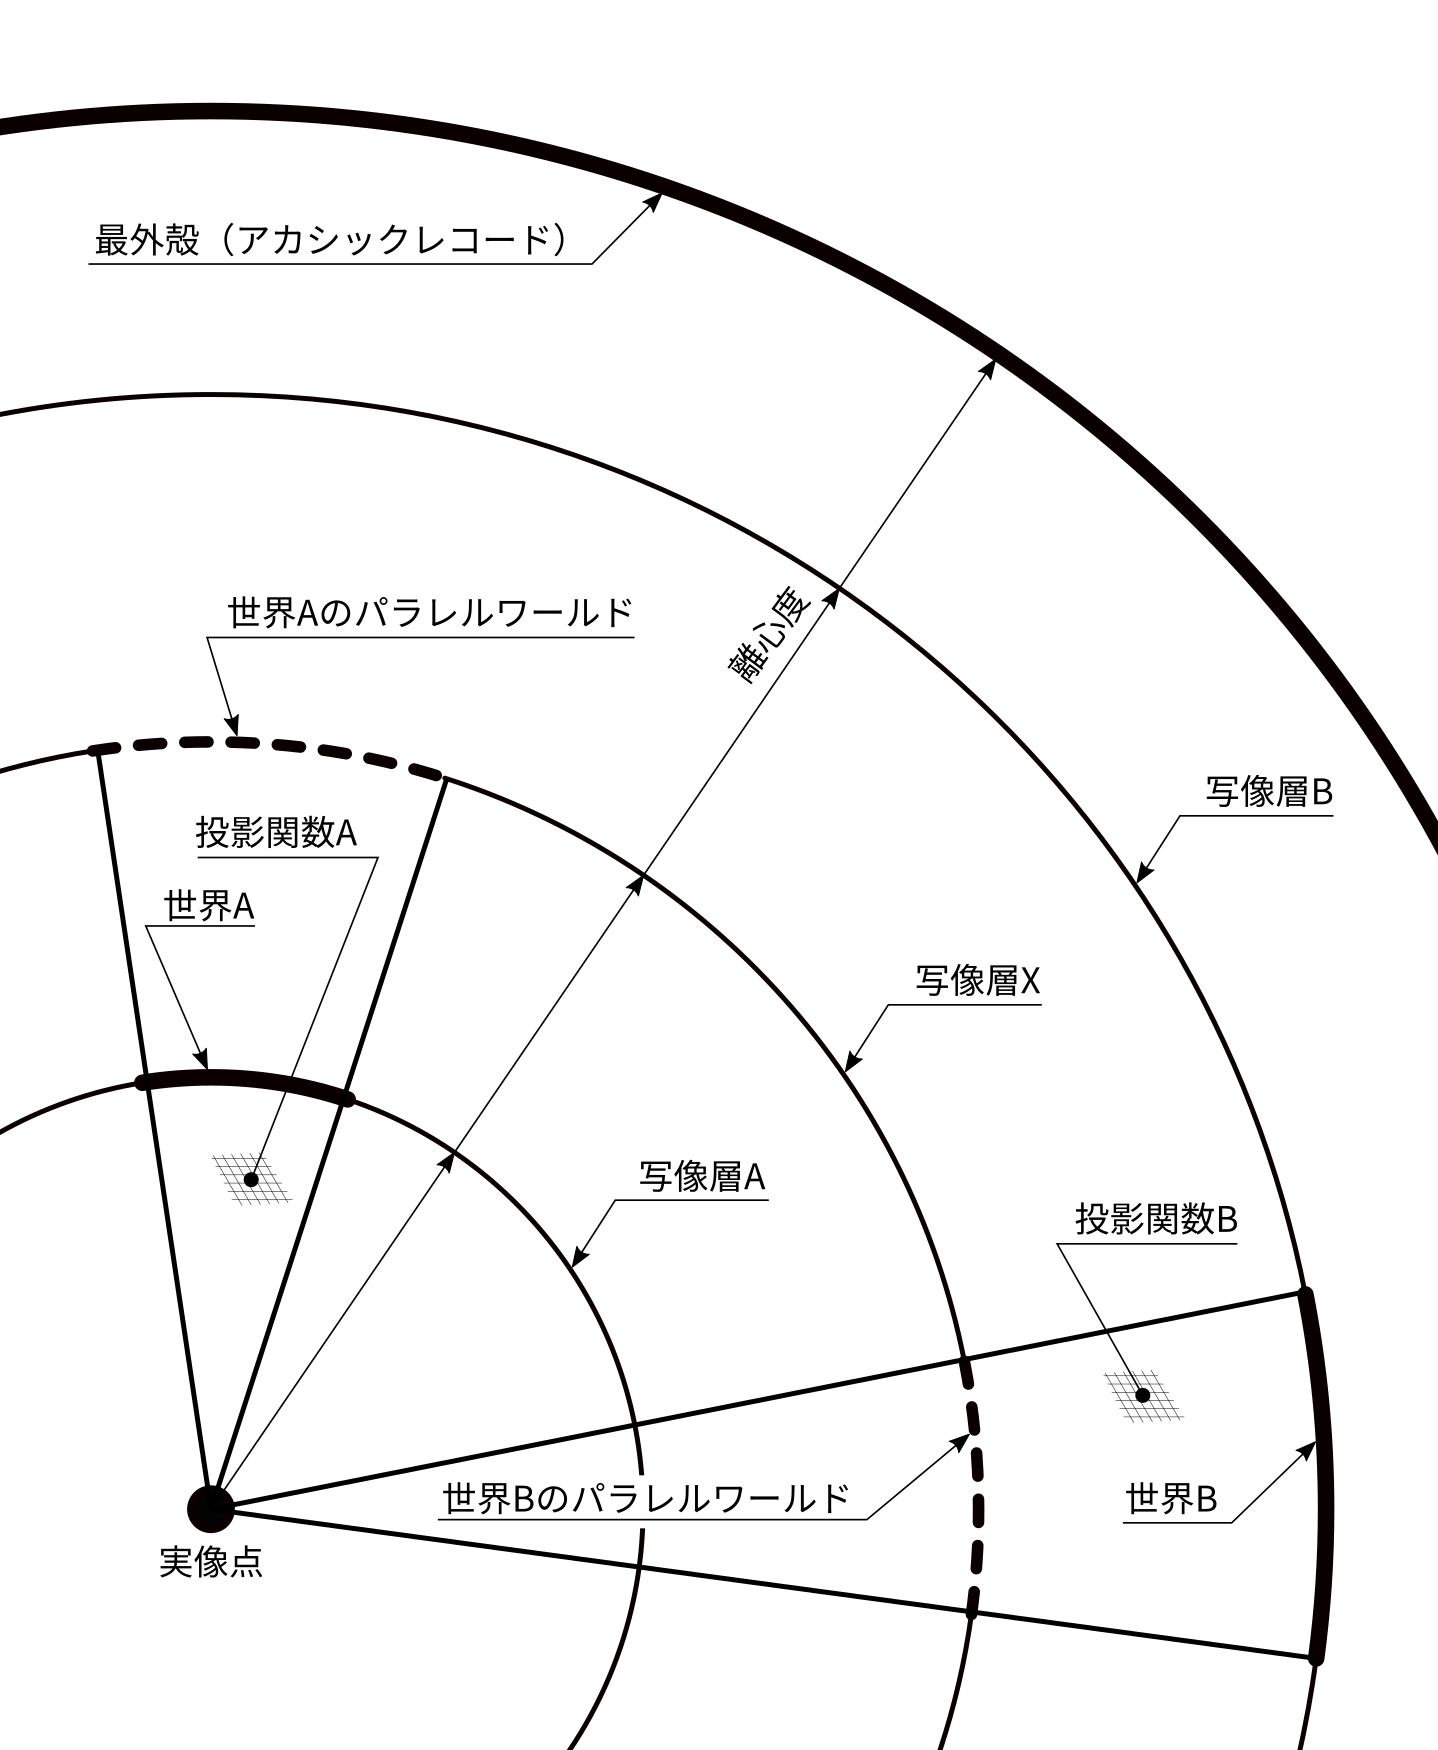 最外殻（アカシックレコード）
離心度
世界Aのパラレルワールド
写像層B
投影関数A
世界A
写像層X
写像層A
投影関数B
世界Bのパラレルワールド
世界B
実像点